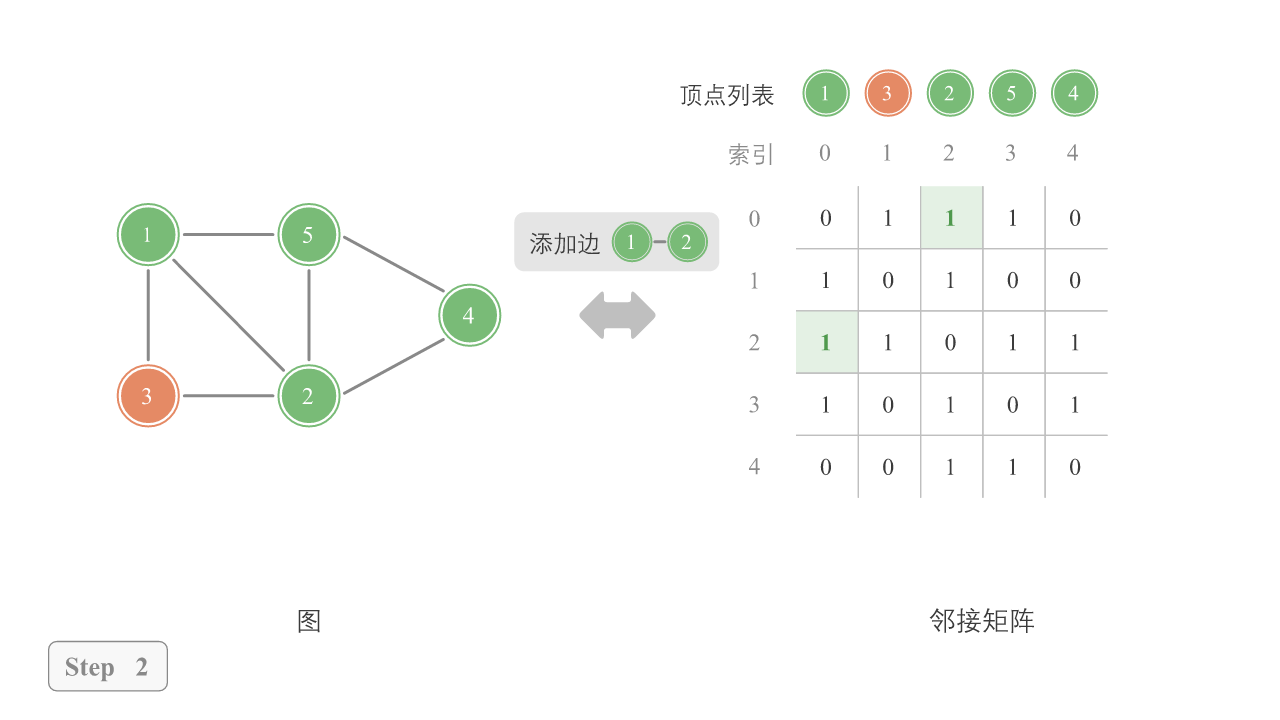 顶点列表 1 3 2 5 4
索引 0 1 2 3 4
0 0 1 1 1 0
1 1 0 1 0 0
2 1 1 0 1 1
3 1 0 1 0 1
4 0 0 1 1 0
添加边 1 2
1 5
4
3 2
图
邻接矩阵
Step 2